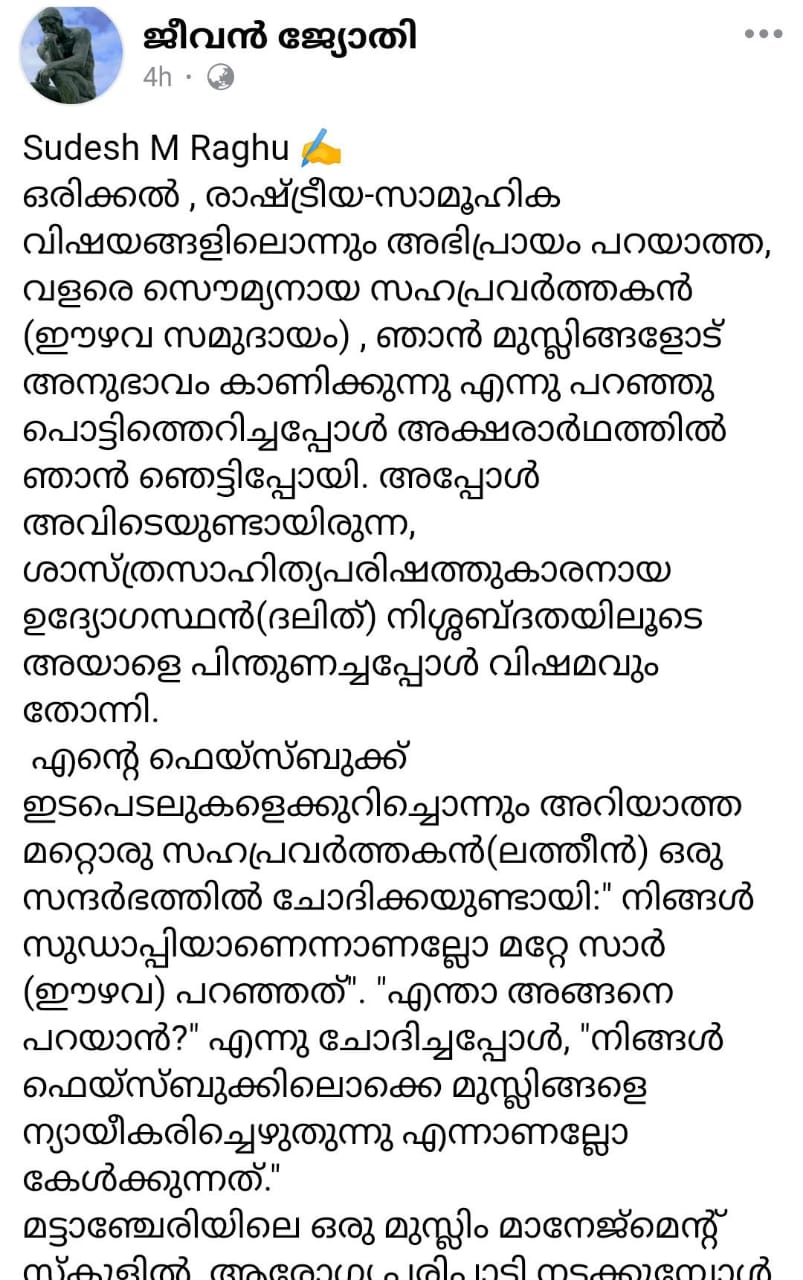 ജീവൻ ജ്യോതി
4h ·
Sudesh M Raghu ✍️
ഒരിക്കൽ , രാഷ്ട്രീയ-സാമൂഹിക
വിഷയങ്ങളിലൊന്നും അഭിപ്രായം പറയാത്ത,
വളരെ സൌമ്യനായ സഹപ്രവർത്തകൻ
(ഈഴവ സമുദായം) , ഞാൻ മുസ്ലിങ്ങളോട്
അനുഭാവം കാണിക്കുന്നു എന്നു പറഞ്ഞു
പൊട്ടിത്തെറിച്ചപ്പോൾ അക്ഷരാർഥത്തിൽ
ഞാൻ ഞെട്ടിപ്പോയി. അപ്പോൾ
അവിടെയുണ്ടായിരുന്ന,
ശാസ്ത്രസാഹിത്യപരിഷത്തുകാരനായ
ഉദ്യോഗസ്ഥൻ(ദലിത്) നിശ്ശബ്ദതയിലൂടെ
അയാളെ പിന്തുണച്ചപ്പോൾ വിഷമവും
തോന്നി.
എന്റെ ഫെയ്സ്ബുക്ക്
ഇടപെടലുകളെക്കുറിച്ചൊന്നും അറിയാത്ത
മറ്റൊരു സഹപ്രവർത്തകൻ(ലത്തീൻ) ഒരു
സന്ദർഭത്തിൽ ചോദിക്കയുണ്ടായി:" നിങ്ങൾ
സുഡാപ്പിയാണെന്നാണല്ലോ മറ്റേ സാർ
(ഈഴവ) പറഞ്ഞത്". "എന്താ അങ്ങനെ
പറയാൻ?" എന്നു ചോദിച്ചപ്പോൾ, "നിങ്ങൾ
ഫെയ്സ്ബുക്കിലൊക്കെ മുസ്ലിങ്ങളെ
ന്യായീകരിച്ചെഴുതുന്നു എന്നാണല്ലോ
കേൾക്കുന്നത്."
മട്ടാഞ്ചേരിയിലെ ഒരു മുസ്ലിം മാനേജ്മെന്റ്
സ്കൂളിൽ, ആരോഗ്യ പരിപാടി നടക്കുമ്പോൾ